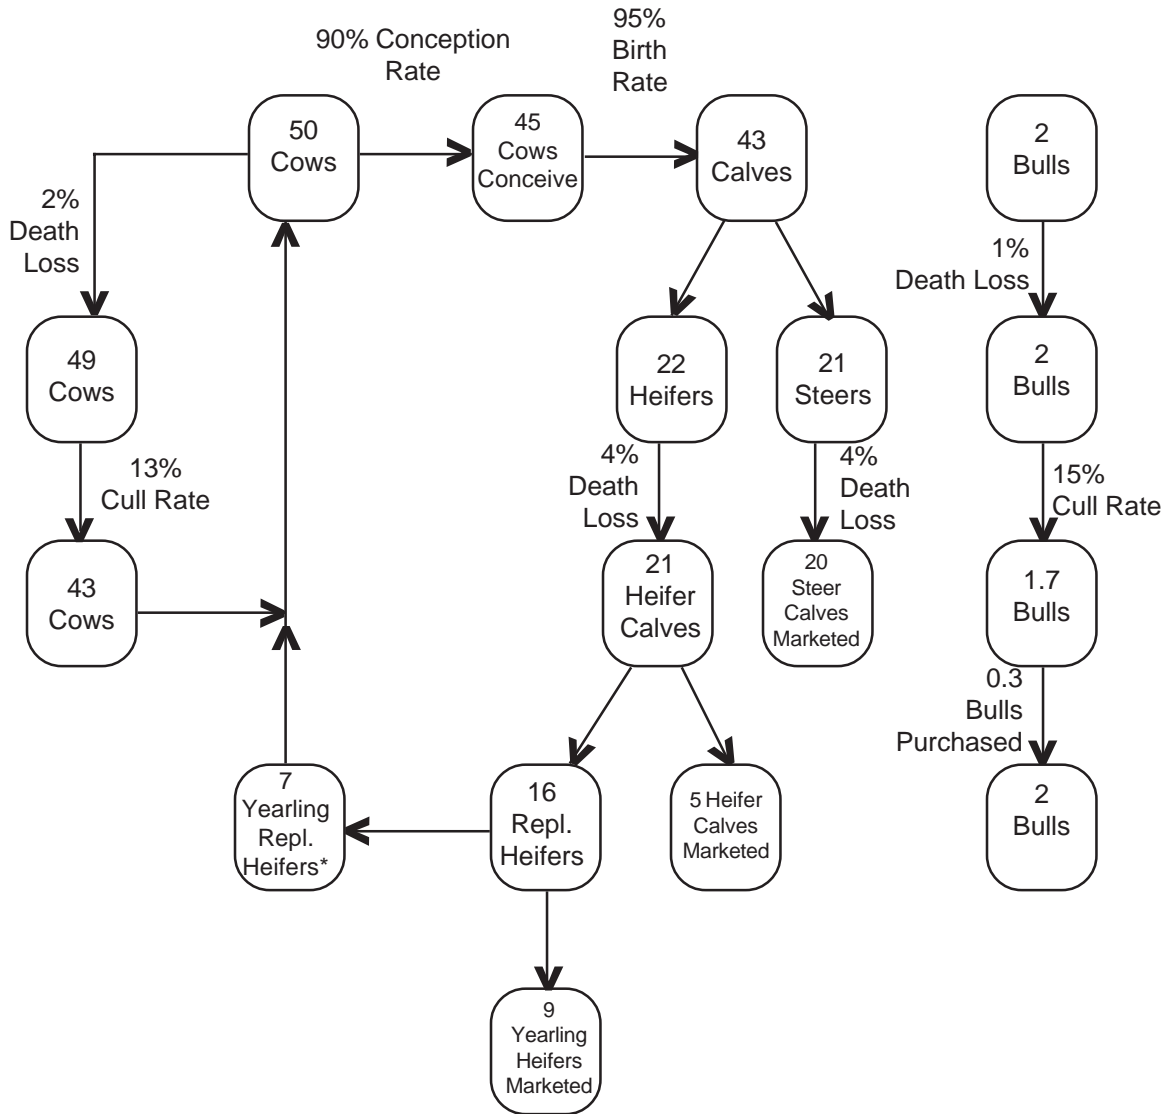 90% Conception
Rate
95%
Birth
Rate
50
Cows
45
Cows
Conceive
43
Calves
2
Bulls
2%
Death
Loss
1%
Death Loss
49
Cows
22
Heifers
21
Steers
2
Bulls
13%
Cull Rate
4%
Death
Loss
4%
Death
Loss
15%
Cull Rate
43
Cows
21
Heifer
Calves
20
Steer
Calves
Marketed
1.7
Bulls
0.3
Bulls
Purchased
7
Yearling
Repl.
Heifers*
16
Repl.
Heifers
5 Heifer
Calves
Marketed
2
Bulls
9
Yearling
Heifers
Marketed